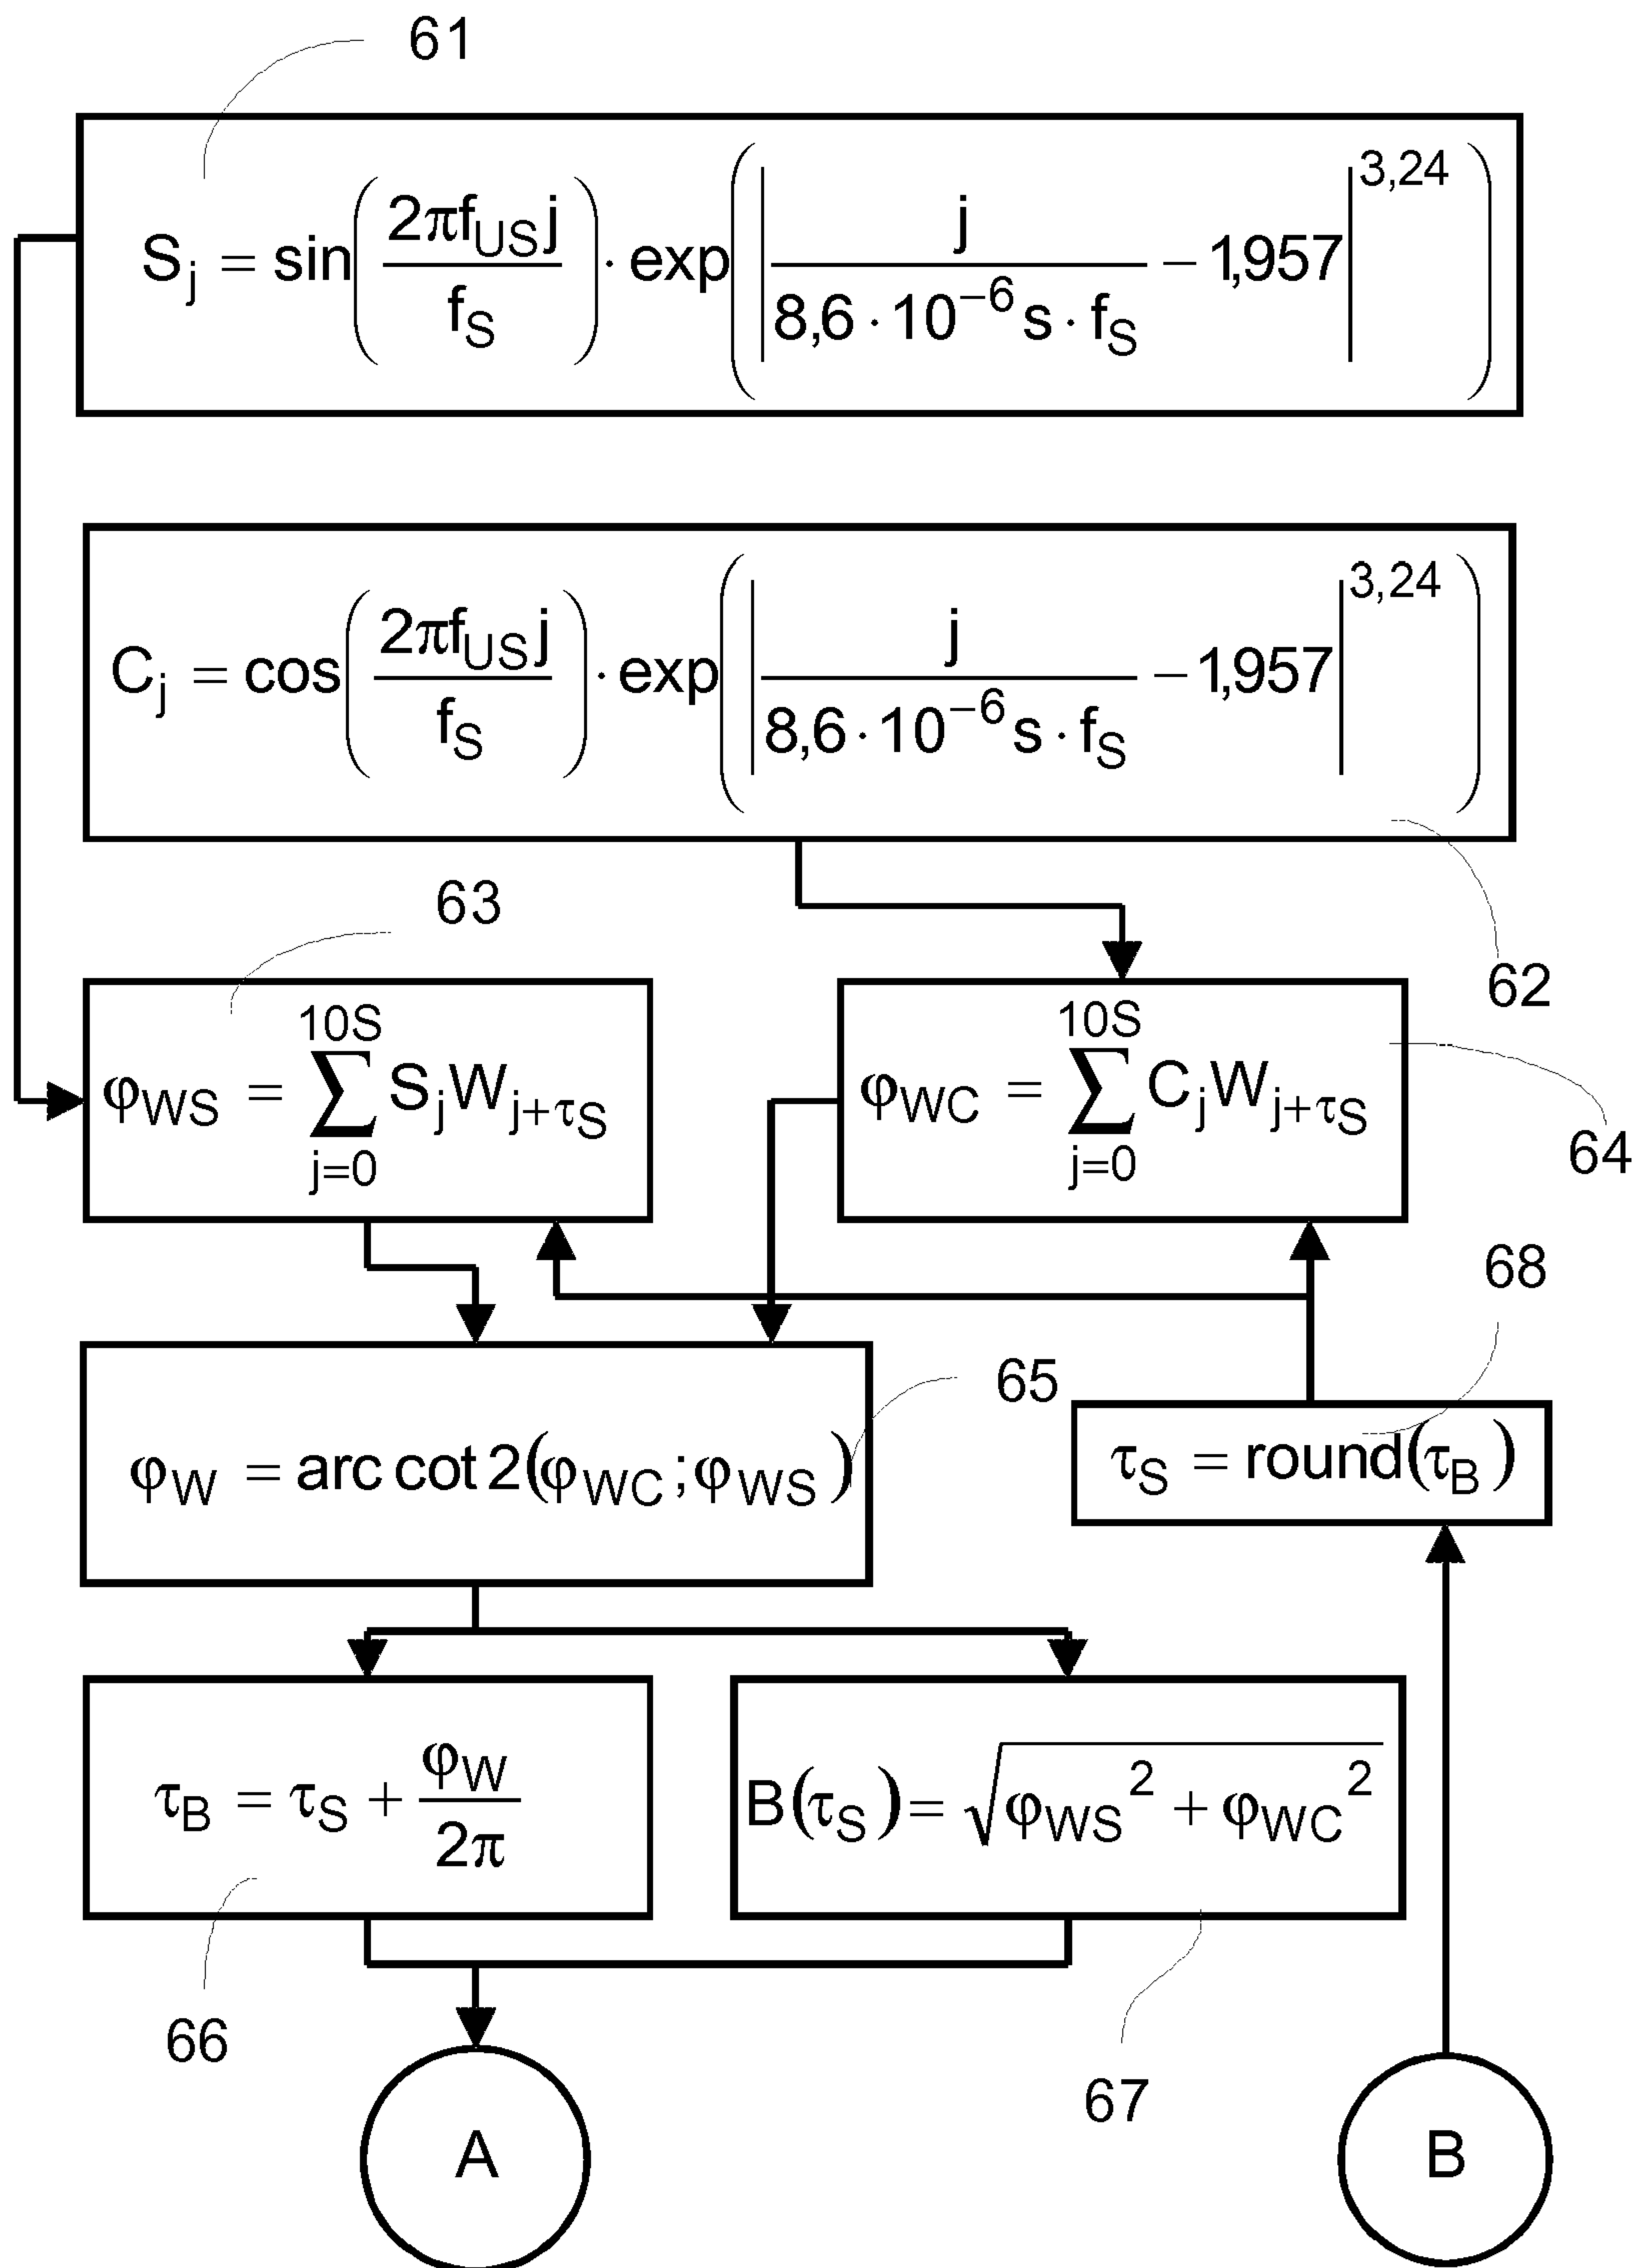 61
S_j = sin(2πf_US j / f_S) · exp(| j / (8,6 · 10^−6 s · f_S) − 1,957 |^3,24)
C_j = cos(2πf_US j / f_S) · exp(| j / (8,6 · 10^−6 s · f_S) − 1,957 |^3,24)
62
63
φ_WS = ∑_{j=0}^{10S} S_j W_{j+τ_S}
φ_WC = ∑_{j=0}^{10S} C_j W_{j+τ_S}
64
68
φ_W = arc cot 2(φ_WC ; φ_WS)
65
τ_S = round(τ_B)
τ_B = τ_S + φ_W / 2π
B(τ_S) = √(φ_WS² + φ_WC²)
66
67
A
B